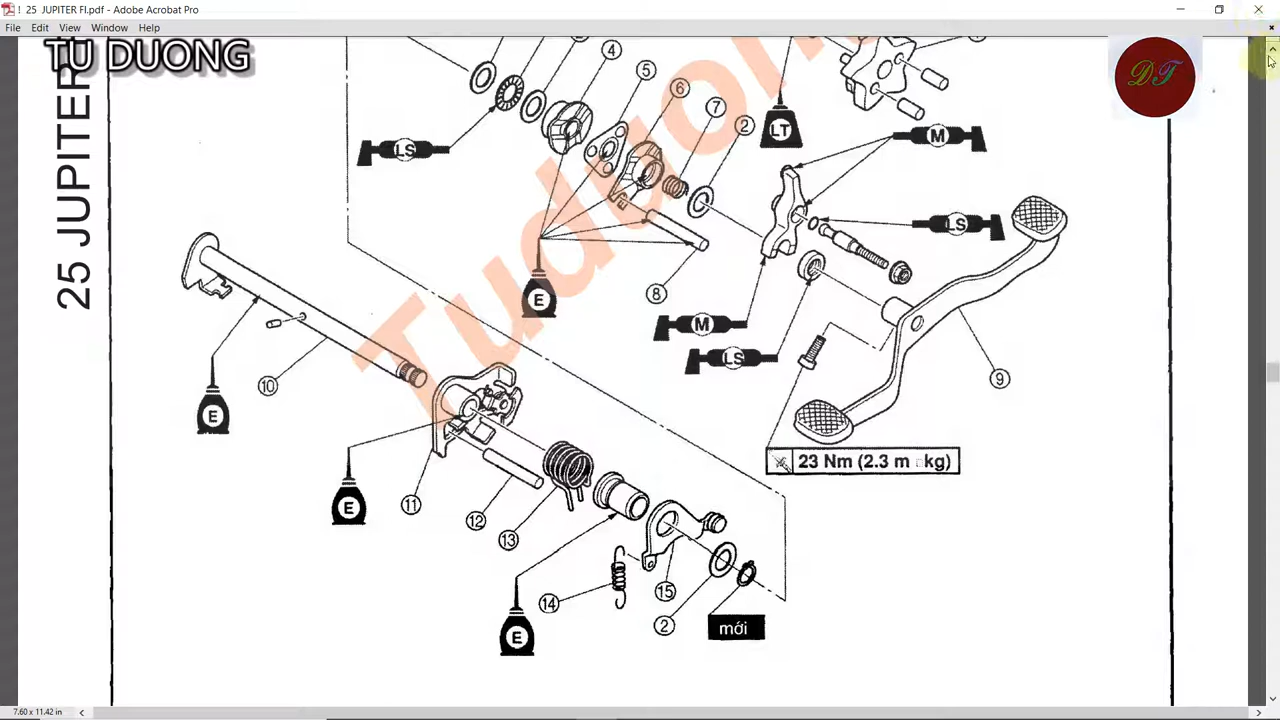 ! 25 JUPITER FI.pdf - Adobe Acrobat Pro
File Edit View Window Help
TU DUONG
25 JUPITER
DT
Tuduon
4
5
6
7
2
LS
LT
M
LS
E
8
M
LS
9
10
E
23 Nm (2.3 m □kg)
11
E
12
13
14
15
2
E
mới
7.60 x 11.42 in